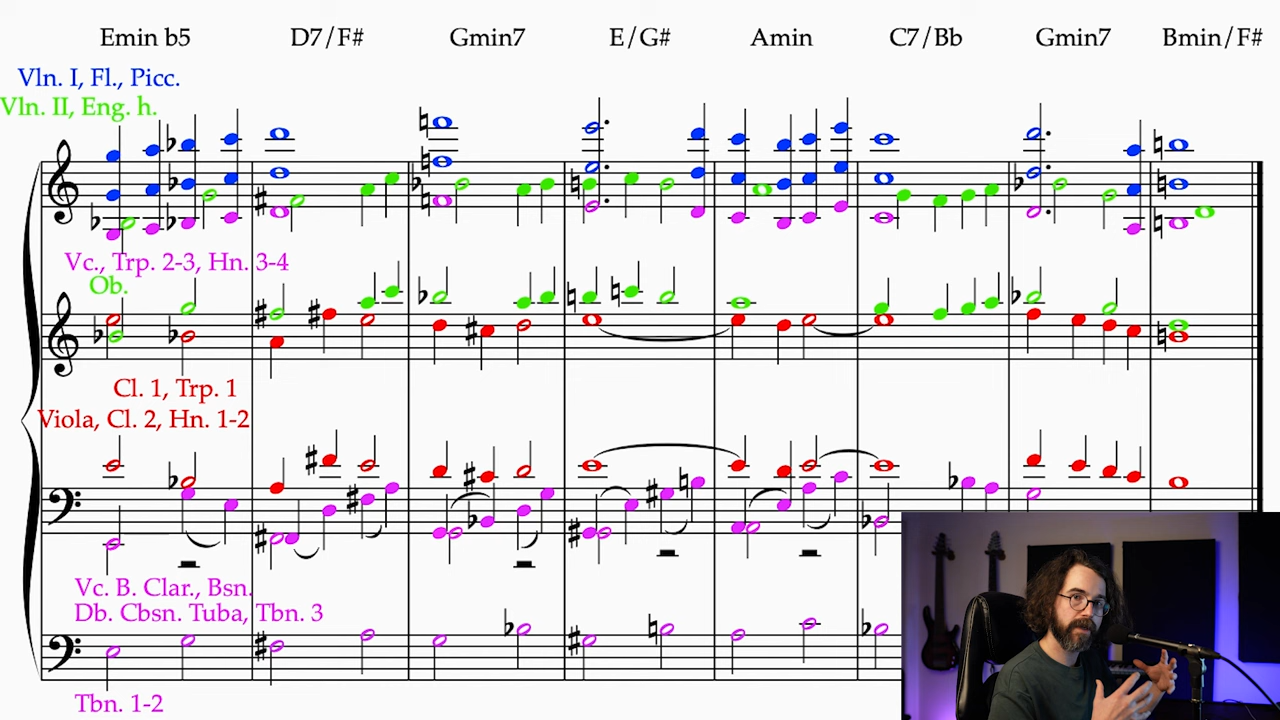 Emin b5 D7/F# Gmin7 E/G# Amin C7/Bb Gmin7 Bmin/F#
Vln. I, Fl., Picc.
Vln. II, Eng. h.
Vc., Trp. 2-3, Hn. 3-4
Ob.
Cl. 1, Trp. 1
Viola, Cl. 2, Hn. 1-2
Vc. B. Clar., Bsn.
Db. Cbsn. Tuba, Tbn. 3
Tbn. 1-2